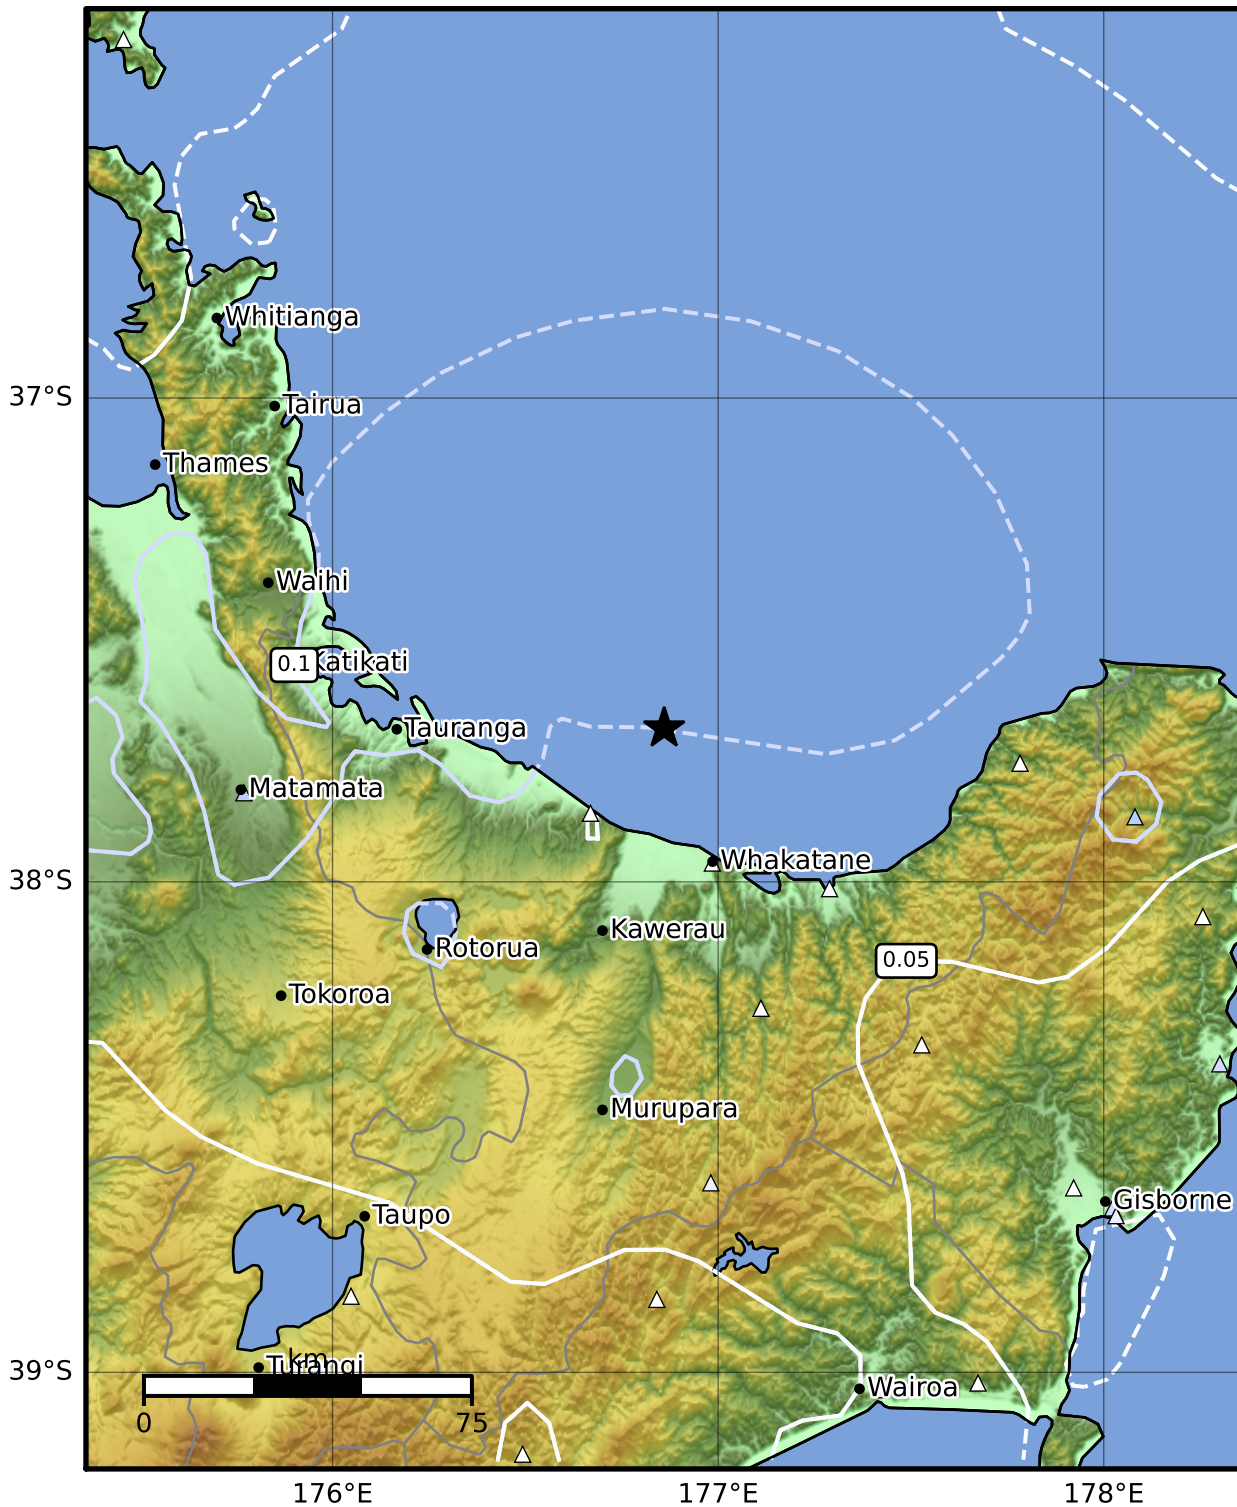 Whitianga
37°S
Tairua
Thames
Waihi
0.1
Katikati
Tauranga
Matamata
Whakatane
38°S
Kawerau
Rotorua
0.05
Tokoroa
Murupara
Gisborne
Taupo
km
Turangi
39°S
Wairoa
0
75
176°E
177°E
178°E